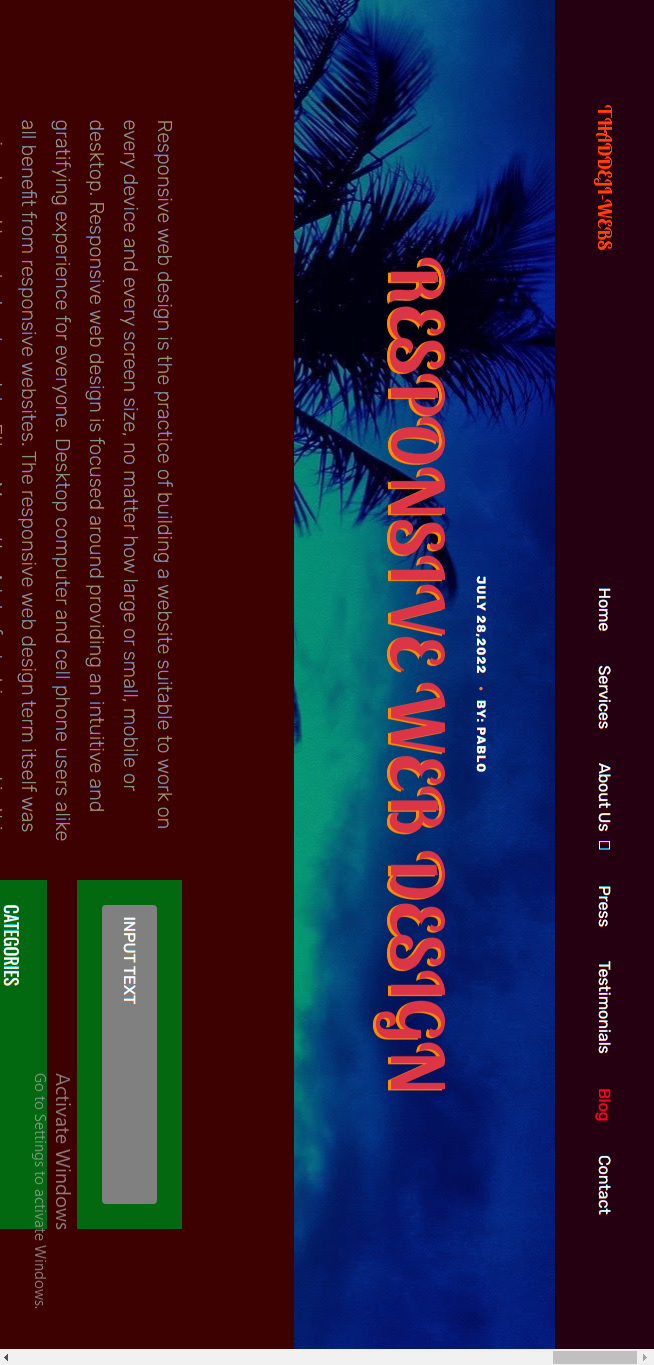 THADDEJI-WEBS
Home Services About Us Press Testimonials Blog Contact
JULY 28,2022 • BY: PABLO
RESPONSIVE WEB DESIGN
Responsive web design is the practice of building a website suitable to work on
every device and every screen size, no matter how large or small, mobile or
desktop. Responsive web design is focused around providing an intuitive and
gratifying experience for everyone. Desktop computer and cell phone users alike
all benefit from responsive websites. The responsive web design term itself was
INPUT TEXT
CATEGORIES
Activate Windows
Go to Settings to activate Windows.